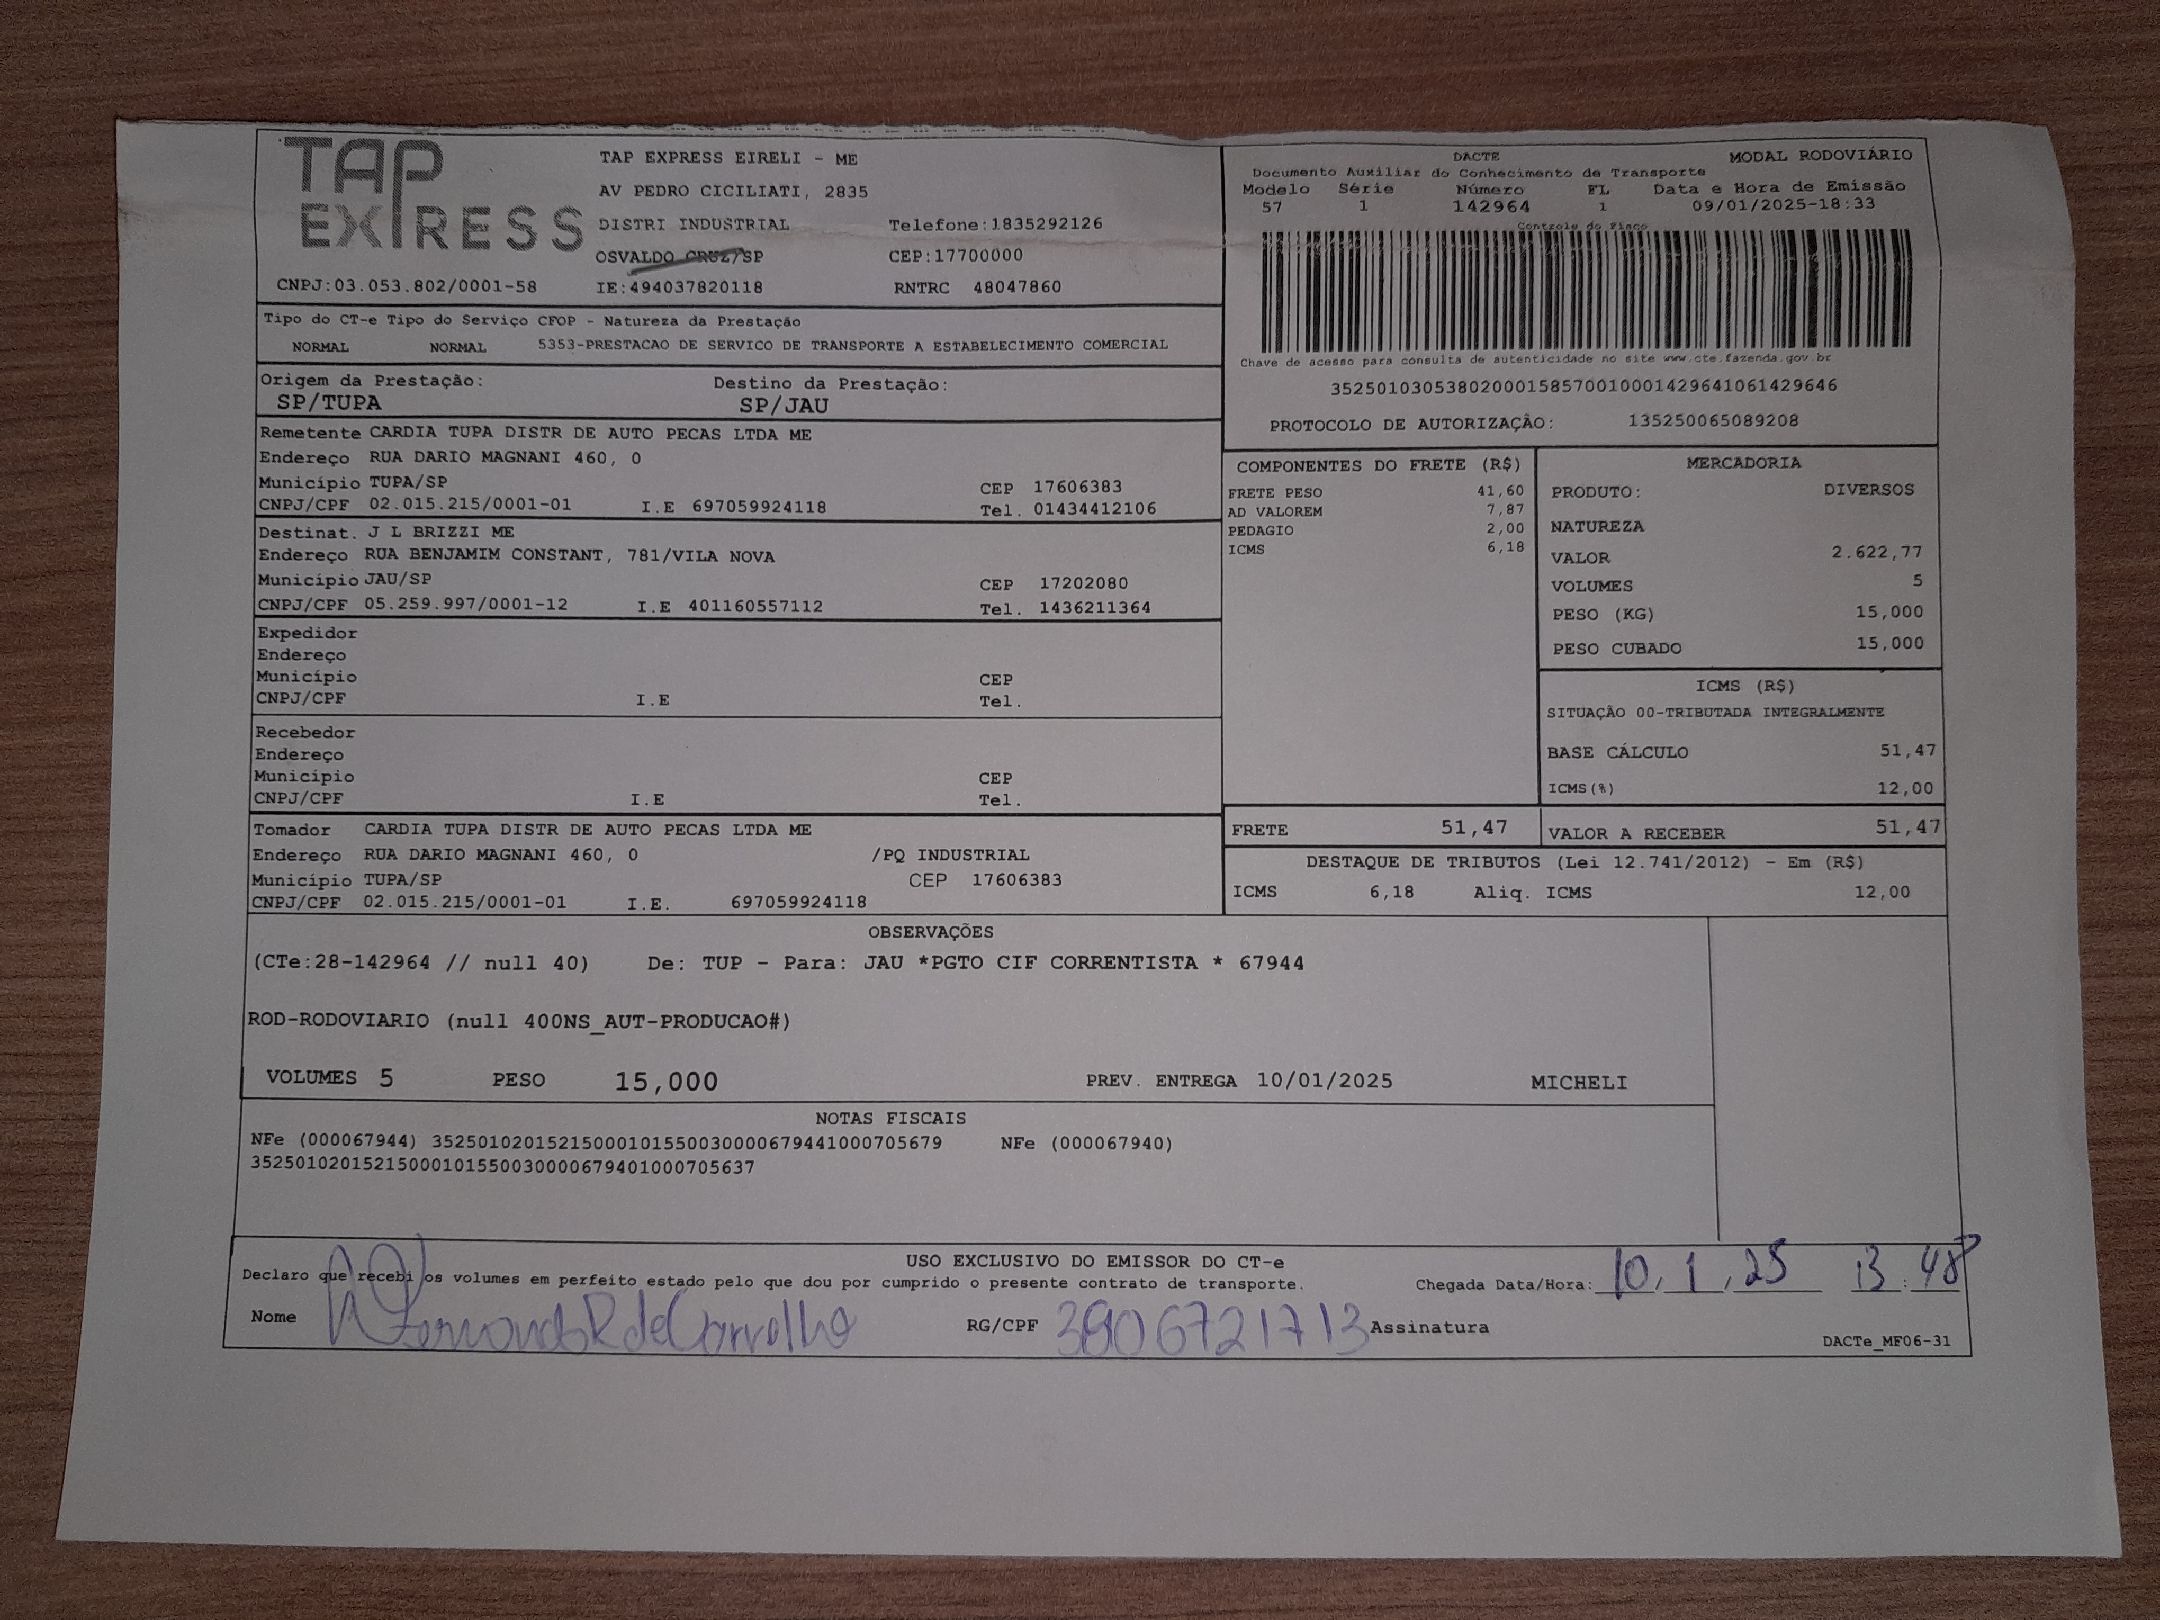 TAP EXPRESS
TAP EXPRESS EIRELI - ME
AV PEDRO CICILIATI, 2835
DISTRI INDUSTRIAL Telefone:1835292126
OSVALDO CRUZ/SP CEP:17700000
CNPJ:03.053.802/0001-58 IE:494037820118 RNTRC 48047860
DACTE MODAL RODOVIÁRIO
Documento Auxiliar do Conhecimento de Transporte
Modelo Série Número FL Data e Hora de Emissão
57 1 142964 1 09/01/2025-18:33
Controle do Fisco
Chave de acesso para consulta de autenticidade no site www.cte.fazenda.gov.br
35250103053802000158570010001429641061429646
PROTOCOLO DE AUTORIZAÇÃO: 135250065089208
Tipo do CT-e Tipo do Serviço CFOP - Natureza da Prestação
NORMAL NORMAL 5353-PRESTACAO DE SERVICO DE TRANSPORTE A ESTABELECIMENTO COMERCIAL
Origem da Prestação: Destino da Prestação:
SP/TUPA SP/JAU
Remetente CARDIA TUPA DISTR DE AUTO PECAS LTDA ME
Endereço RUA DARIO MAGNANI 460, 0
Município TUPA/SP CEP 17606383
CNPJ/CPF 02.015.215/0001-01 I.E 697059924118 Tel. 01434412106
Destinat. J L BRIZZI ME
Endereço RUA BENJAMIM CONSTANT, 781/VILA NOVA
Município JAU/SP CEP 17202080
CNPJ/CPF 05.259.997/0001-12 I.E 401160557112 Tel. 1436211364
Expedidor
Endereço
Município CEP
CNPJ/CPF I.E Tel.
Recebedor
Endereço
Município CEP
CNPJ/CPF I.E Tel.
Tomador CARDIA TUPA DISTR DE AUTO PECAS LTDA ME
Endereço RUA DARIO MAGNANI 460, 0 /PQ INDUSTRIAL
Município TUPA/SP CEP 17606383
CNPJ/CPF 02.015.215/0001-01 I.E. 697059924118
COMPONENTES DO FRETE (R$)
FRETE PESO 41,60
AD VALOREM 7,87
PEDAGIO 2,00
ICMS 6,18
MERCADORIA
PRODUTO: DIVERSOS
NATUREZA
VALOR 2.622,77
VOLUMES 5
PESO (KG) 15,000
PESO CUBADO 15,000
ICMS (R$)
SITUAÇÃO 00-TRIBUTADA INTEGRALMENTE
BASE CÁLCULO 51,47
ICMS(%) 12,00
FRETE 51,47 VALOR A RECEBER 51,47
DESTAQUE DE TRIBUTOS (Lei 12.741/2012) - Em (R$)
ICMS 6,18 Aliq. ICMS 12,00
OBSERVAÇÕES
(CTe:28-142964 // null 40) De: TUP - Para: JAU *PGTO CIF CORRENTISTA * 67944
ROD-RODOVIARIO (null 400NS_AUT-PRODUCAO#)
VOLUMES 5 PESO 15,000 PREV. ENTREGA 10/01/2025 MICHELI
NOTAS FISCAIS
NFe (000067944) 35250102015215000101550030000679441000705679 NFe (000067940)
35250102015215000101550030000679401000705637
USO EXCLUSIVO DO EMISSOR DO CT-e
Declaro que recebi os volumes em perfeito estado pelo que dou por cumprido o presente contrato de transporte. Chegada Data/Hora: 10, 1, 25 13:48
Nome Fernando R de Carvalho RG/CPF 3806721713 Assinatura
DACTe_MF06-31